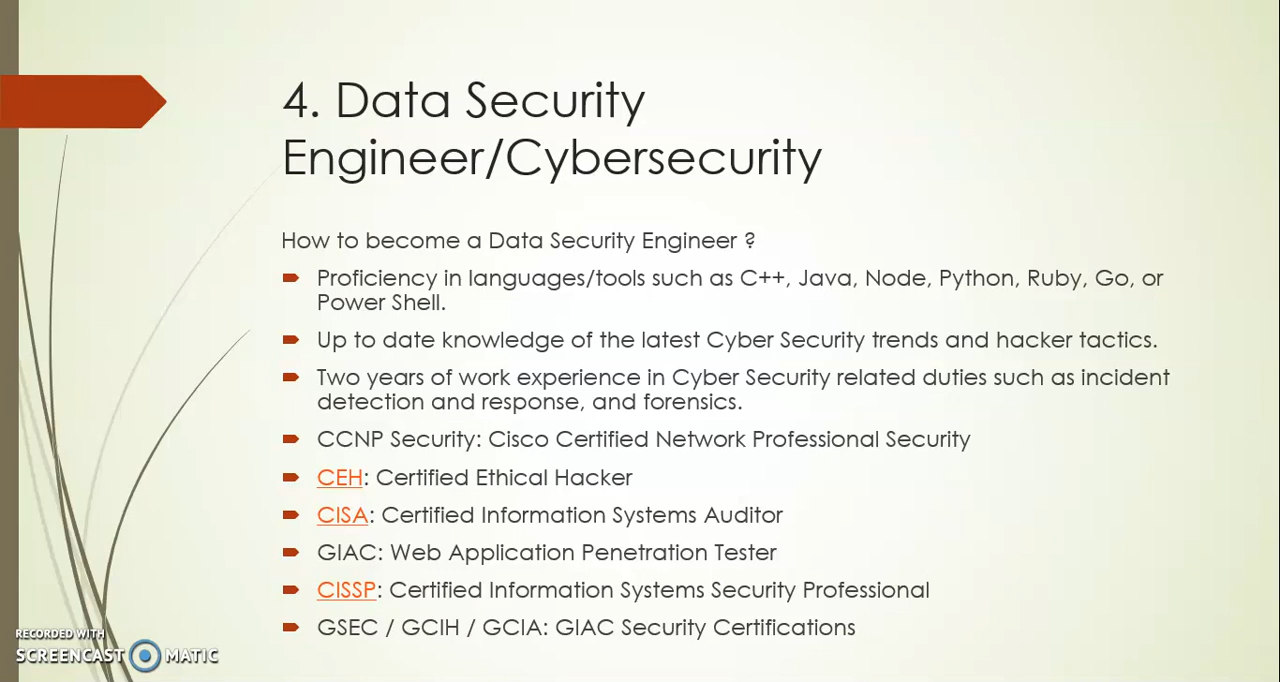 4. Data Security
Engineer/Cybersecurity
How to become a Data Security Engineer ?
Proficiency in languages/tools such as C++, Java, Node, Python, Ruby, Go, or
Power Shell.
Up to date knowledge of the latest Cyber Security trends and hacker tactics.
Two years of work experience in Cyber Security related duties such as incident
detection and response, and forensics.
CCNP Security: Cisco Certified Network Professional Security
CEH: Certified Ethical Hacker
CISA: Certified Information Systems Auditor
GIAC: Web Application Penetration Tester
CISSP: Certified Information Systems Security Professional
GSEC / GCIH / GCIA: GIAC Security Certifications
RECORDED WITH
SCREENCAST MATIC